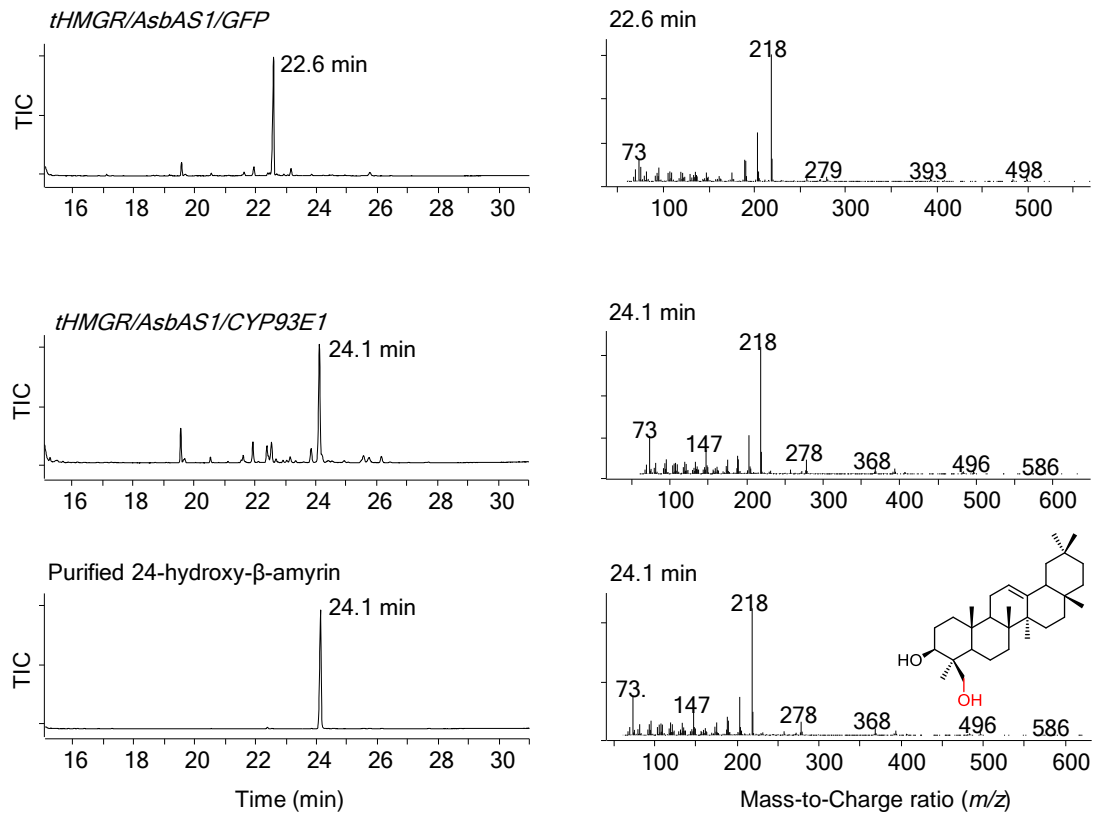 tHMGR/AsbAS1/GFP
22.6 min
TIC
16 18 20 22 24 26 28 30
22.6 min
218
73
279 393 498
100 200 300 400 500
tHMGR/AsbAS1/CYP93E1
24.1 min
TIC
16 18 20 22 24 26 28 30
24.1 min
218
73
147
278
368
496
586
100 200 300 400 500 600
Purified 24-hydroxy-β-amyrin
24.1 min
TIC
16 18 20 22 24 26 28 30
Time (min)
24.1 min
218
73.
147
278
368
496
586
HO
OH
100 200 300 400 500 600
Mass-to-Charge ratio (m/z)